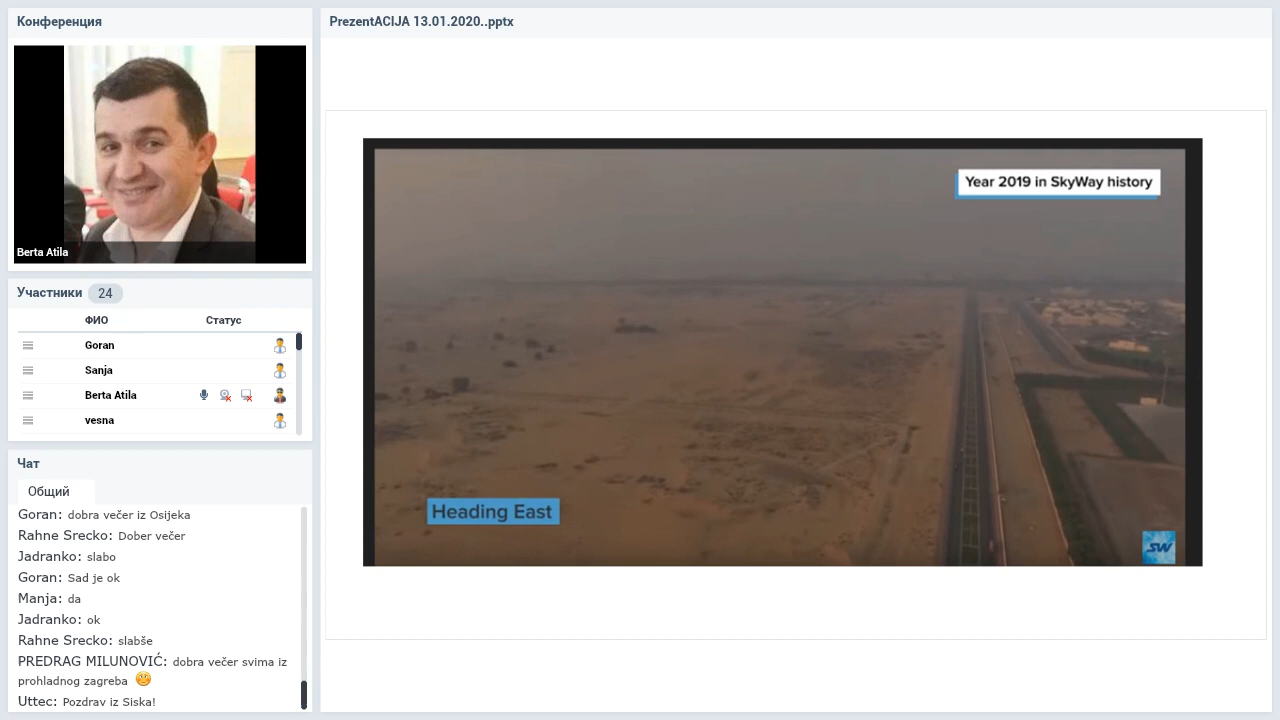 Конференция
Berta Atila
Участники 24
ФИО Статус
Goran
Sanja
Berta Atila
vesna
Чат
Общий
Goran: dobra večer iz Osijeka
Rahne Srecko: Dober večer
Jadranko: slabo
Goran: Sad je ok
Manja: da
Jadranko: ok
Rahne Srecko: slabše
PREDRAG MILUNOVIĆ: dobra večer svima iz
prohladnog zagreba
Uttec: Pozdrav iz Siska!
PrezentACIJA 13.01.2020..pptx
Year 2019 in SkyWay history
Heading East
SW